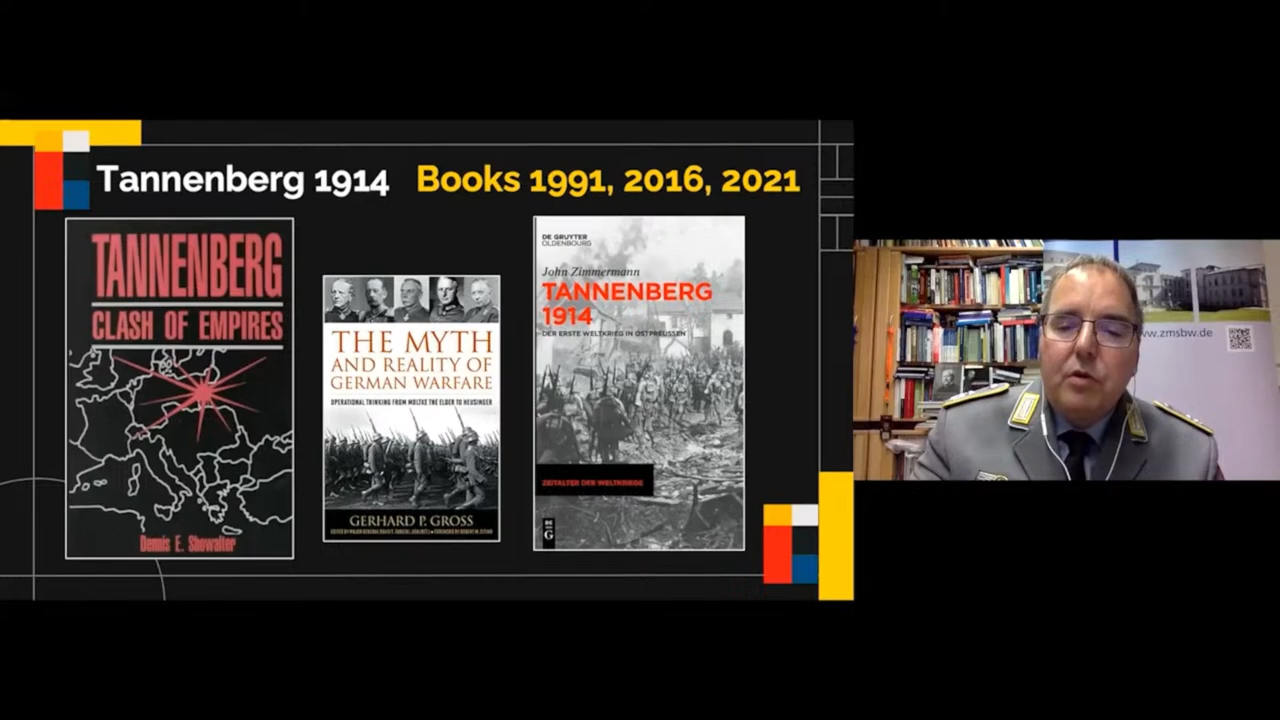 Tannenberg 1914 Books 1991, 2016, 2021
TANNENBERG
CLASH OF EMPIRES
Dennis E. Showalter
THE MYTH
AND REALITY OF
GERMAN WARFARE
OPERATIONAL THINKING FROM MOLTKE THE ELDER TO HEUSINGER
GERHARD P. GROSS
DE GRUYTER
OLDENBOURG
John Zimmermann
TANNENBERG
1914
DER ERSTE WELTKRIEG IN OSTPREUSSEN
ZEITALTER DER WELTKRIEGE
DE
G
www.zmsbw.de